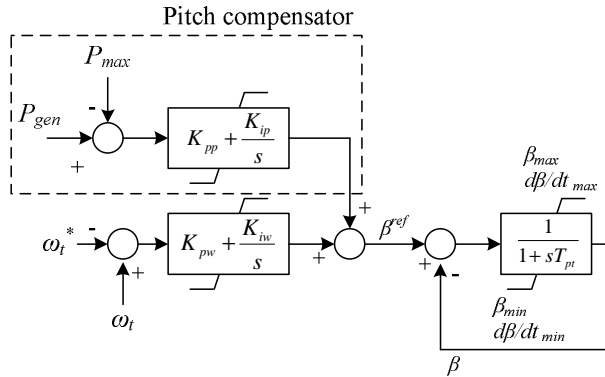 Pitch compensator
P_max
-
P_gen
+
K_pp + K_ip / s
+
ω_t*
-
+
ω_t
K_pw + K_iw / s
+
β^ref
+
-
β_max
dβ/dt_max
1 / 1 + sT_pt
β_min
dβ/dt_min
β